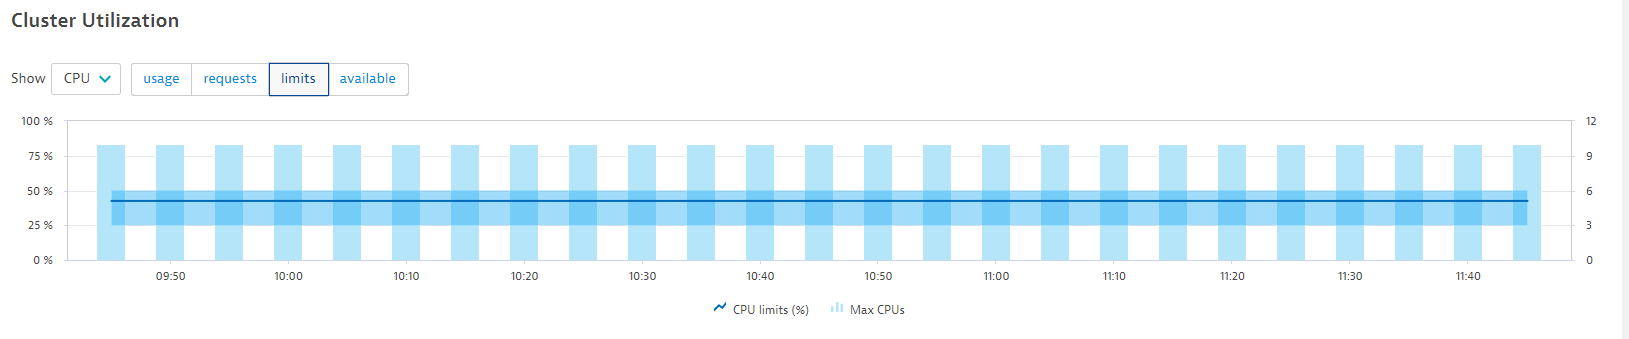 Cluster Utilization
Show CPU usage requests limits available
100 % 12
75 % 9
50 % 6
25 % 3
0 % 0
09:50 10:00 10:10 10:20 10:30 10:40 10:50 11:00 11:10 11:20 11:30 11:40
CPU limits (%) Max CPUs